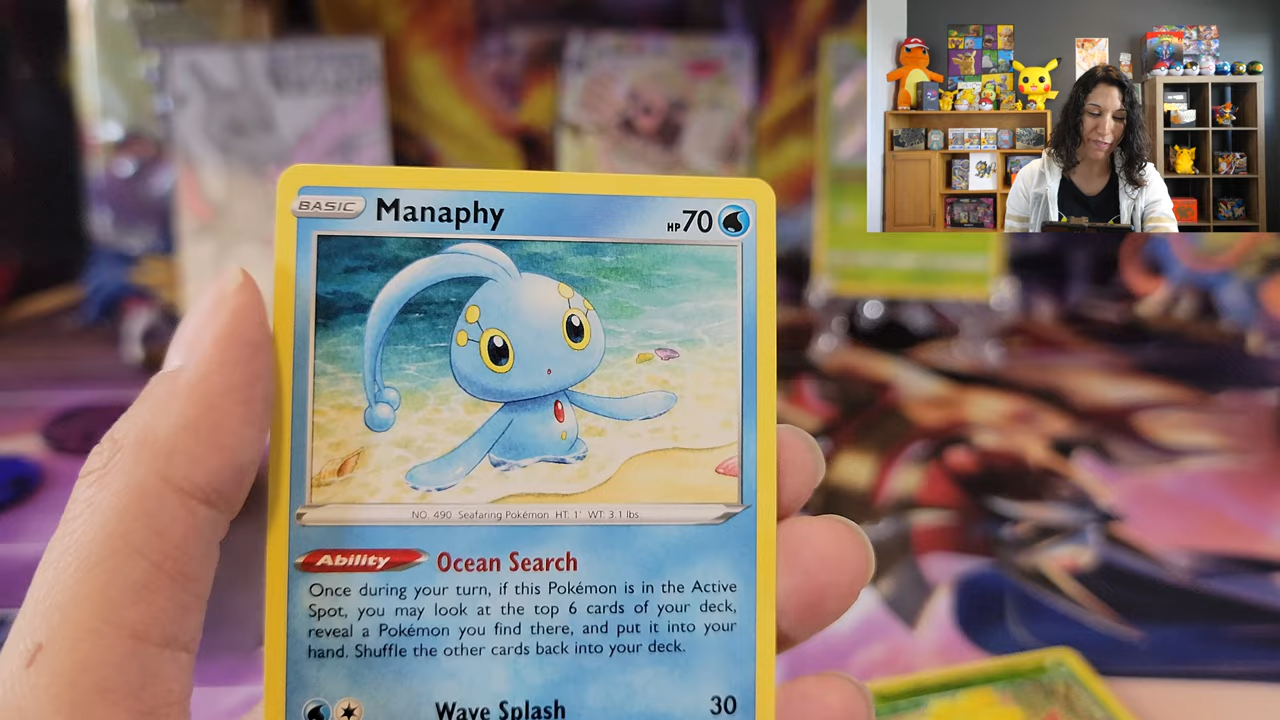 BASIC Manaphy HP 70
NO. 490 Seafaring Pokémon HT: 1' WT: 3.1 lbs
Ability Ocean Search
Once during your turn, if this Pokémon is in the Active
Spot, you may look at the top 6 cards of your deck,
reveal a Pokémon you find there, and put it into your
hand. Shuffle the other cards back into your deck.
Wave Splash 30